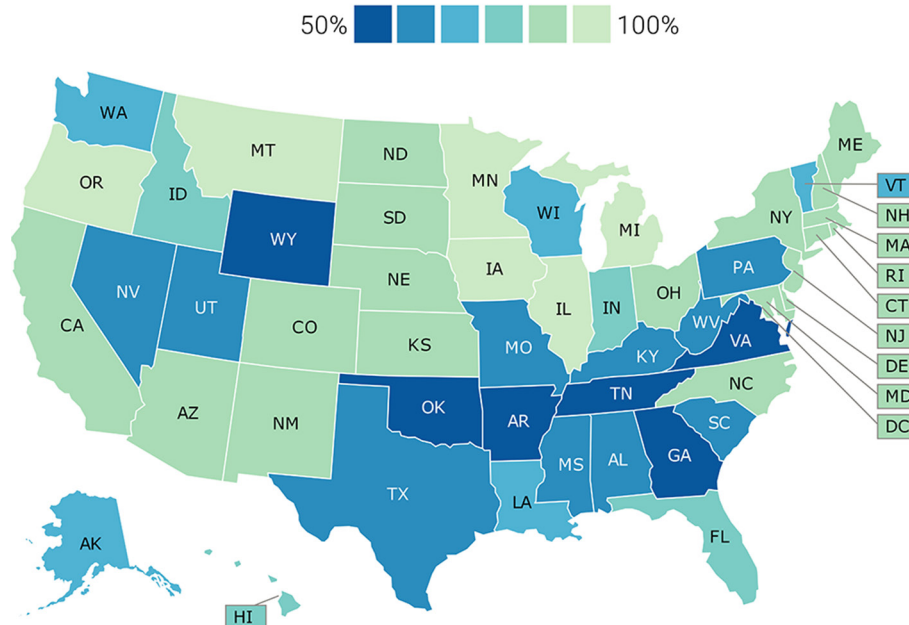 50% 100%
WA
MT
ND
MN
ME
OR
ID
WI
VT
SD
NY
NH
WY
MI
MA
IA
PA
RI
NE
NV
UT
IL
IN
OH
CT
CA
CO
WV
NJ
KS
MO
KY
VA
DE
NC
MD
AZ
NM
OK
AR
TN
DC
SC
MS
AL
GA
TX
LA
FL
AK
HI